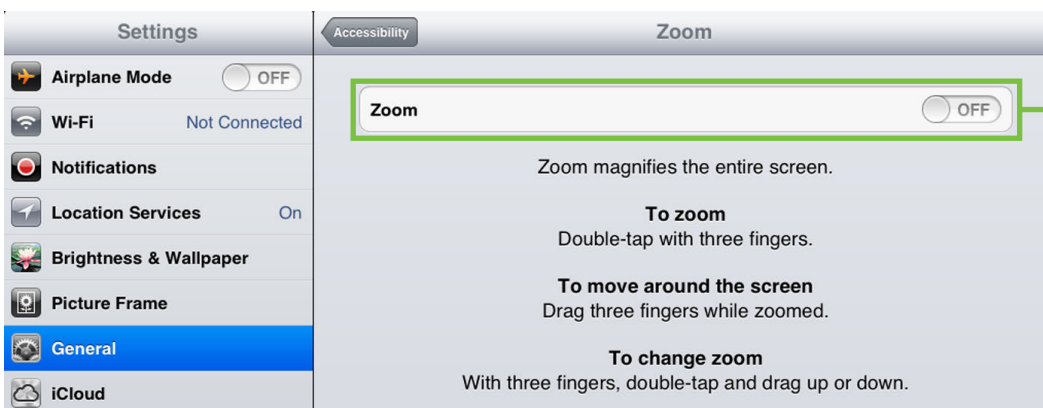 Settings
Airplane Mode OFF
Wi-Fi Not Connected
Notifications
Location Services On
Brightness & Wallpaper
Picture Frame
General
iCloud
Accessibility Zoom
Zoom OFF
Zoom magnifies the entire screen.
To zoom
Double-tap with three fingers.
To move around the screen
Drag three fingers while zoomed.
To change zoom
With three fingers, double-tap and drag up or down.